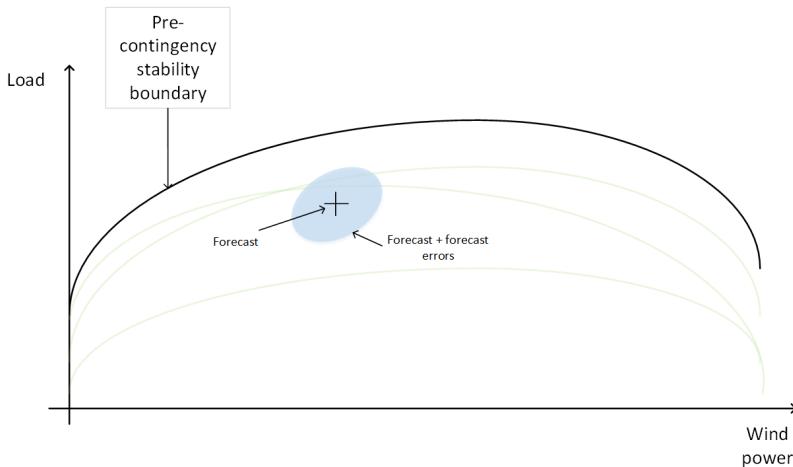 Pre-
contingency
stability
boundary
Load
Forecast
Forecast + forecast
errors
Wind
power